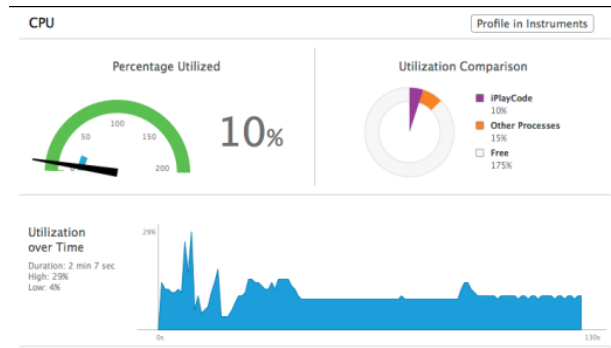 CPU
Profile in Instruments
Percentage Utilized
0
50
100
150
200
10%
Utilization Comparison
iPlayCode
10%
Other Processes
15%
Free
175%
Utilization
over Time
Duration: 2 min 7 sec
High: 29%
Low: 4%
29%
0s
130s